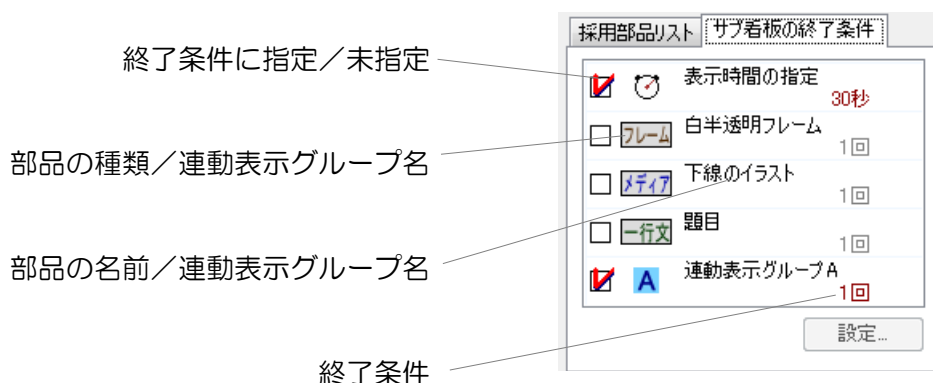 採用部品リスト サブ看板の終了条件
終了条件に指定／未指定
表示時間の指定
30秒
部品の種類／連動表示グループ名
フレーム 白半透明フレーム
1回
メディア 下線のイラスト
1回
一行文 題目
1回
部品の名前／連動表示グループ名
A 連動表示グループA
1回
設定...
終了条件